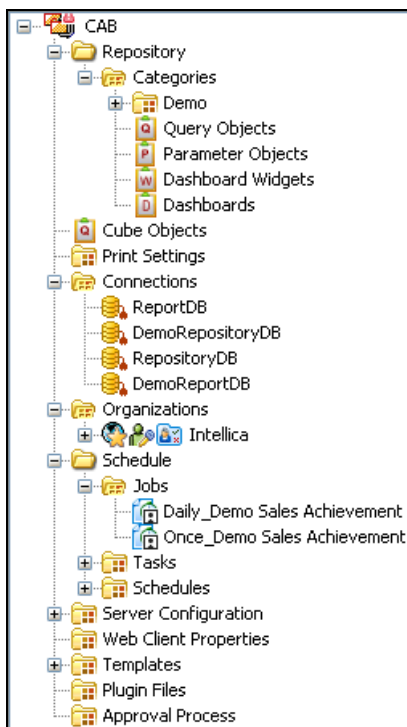 CAB
Repository
Categories
Demo
Q Query Objects
P Parameter Objects
W Dashboard Widgets
D Dashboards
Q Cube Objects
Print Settings
Connections
ReportDB
DemoRepositoryDB
RepositoryDB
DemoReportDB
Organizations
Intellica
Schedule
Jobs
Daily_Demo Sales Achievement
Once_Demo Sales Achievement
Tasks
Schedules
Server Configuration
Web Client Properties
Templates
Plugin Files
Approval Process